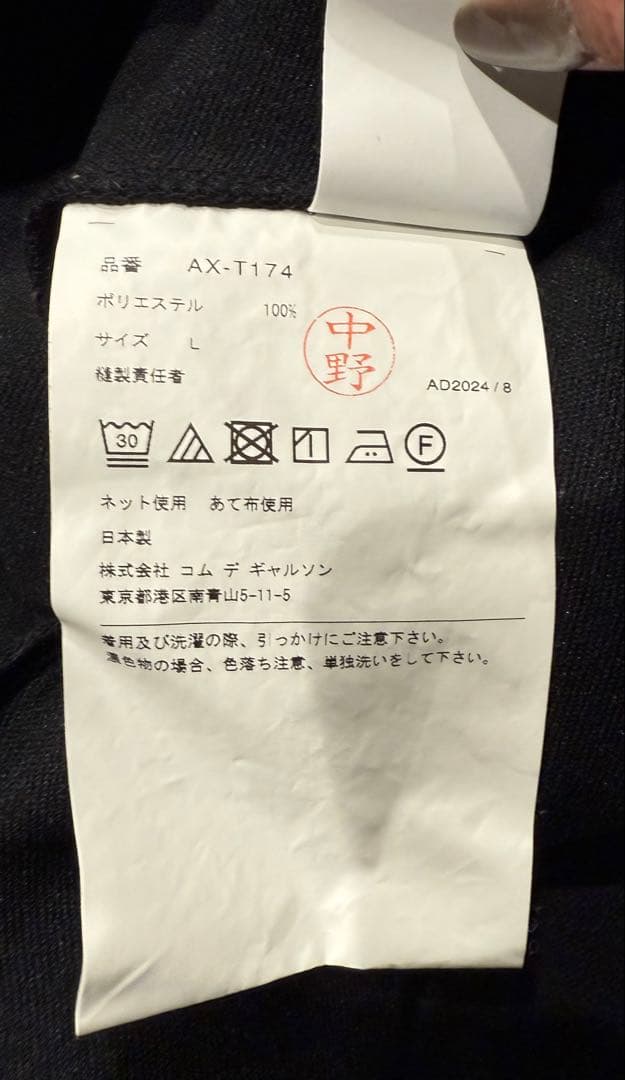 品番 AX-T174
ポリエステル 100%
サイズ L
縫製責任者 中野
AD2024/8
30 F
ネット使用 あて布使用
日本製
株式会社 コム デ ギャルソン
東京都港区南青山5-11-5
着用及び洗濯の際、引っかけにご注意下さい。
濃色物の場合、色落ち注意、単独洗いをして下さい。